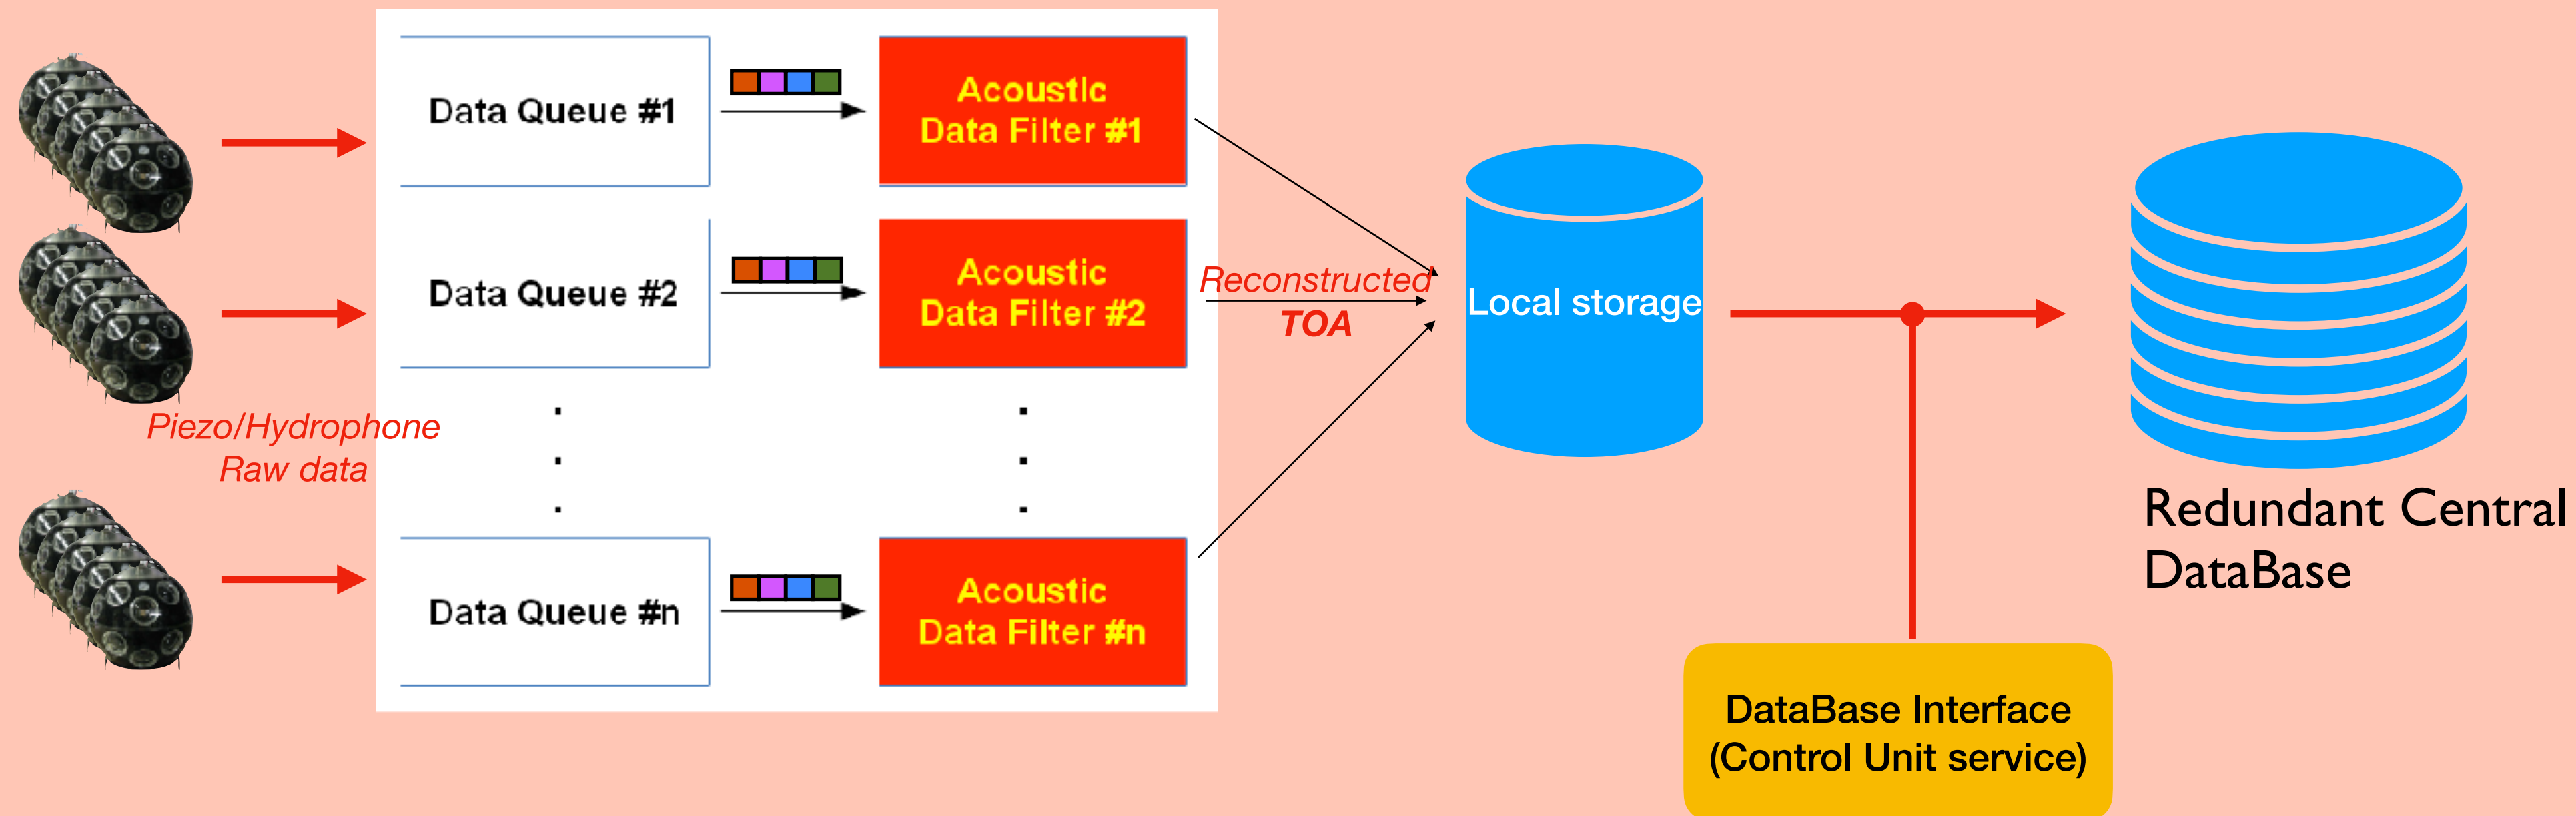 Data Queue #1
Acoustic
Data Filter #1
Data Queue #2
Acoustic
Data Filter #2
Reconstructed
TOA
Local storage
Piezo/Hydrophone
Raw data
Redundant Central
DataBase
Data Queue #n
Acoustic
Data Filter #n
DataBase Interface
(Control Unit service)